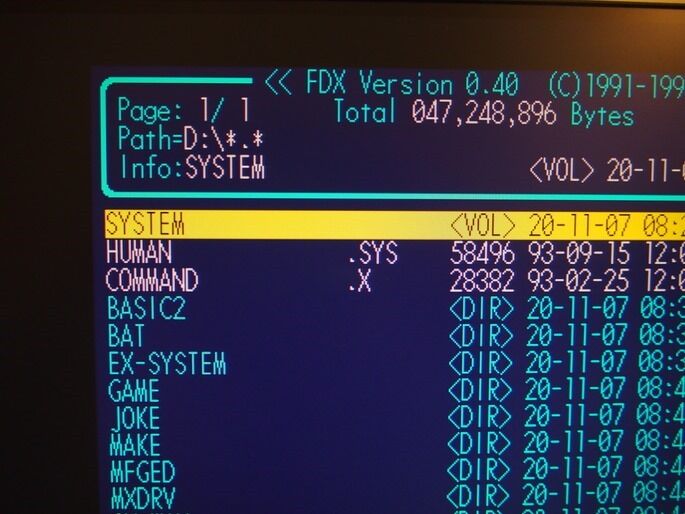 << FDX Version 0.40 (C)1991-199
Page: 1/ 1 Total 047,248,896 Bytes
Path=D:\*.*
Info:SYSTEM <VOL> 20-11-0
SYSTEM <VOL> 20-11-07 08:2
HUMAN .SYS 58496 93-09-15 12:0
COMMAND .X 28382 93-02-25 12:0
BASIC2 <DIR> 20-11-07 08:3
BAT <DIR> 20-11-07 08:3
EX-SYSTEM <DIR> 20-11-07 08:3
GAME <DIR> 20-11-07 08:4
JOKE <DIR> 20-11-07 08:4
MAKE <DIR> 20-11-07 08:4
MFGED <DIR> 20-11-07 08:4
MXDRV <DIR> 20-11-07 08:4